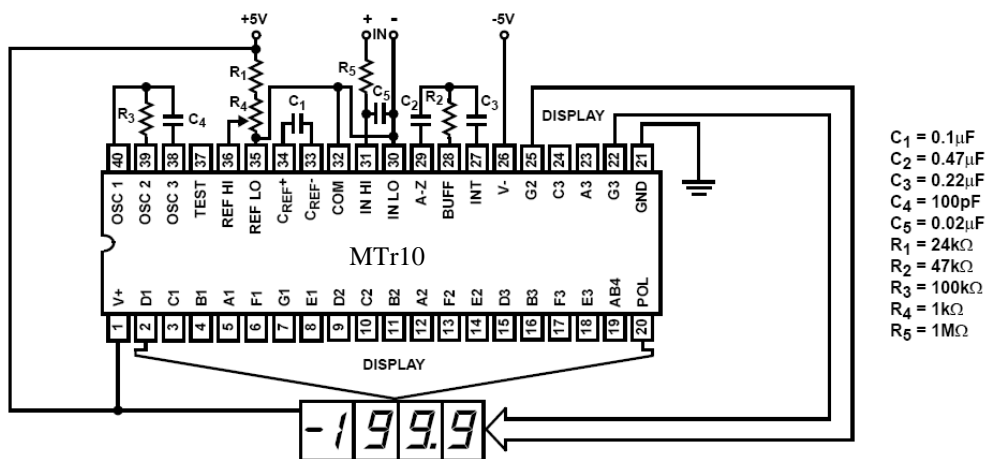 +5V + - -5V
IN
R1 R5
R4 C1 C5 C2 R2 C3 DISPLAY
R3 C4
40 39 38 37 36 35 34 33 32 31 30 29 28 27 26 25 24 23 22 21
OSC 1 OSC 2 OSC 3 TEST REF HI REF LO CREF+ CREF- COM IN HI IN LO A-Z BUFF INT V- G2 C3 A3 G3 GND
MTr10
V+ D1 C1 B1 A1 F1 G1 E1 D2 C2 B2 A2 F2 E2 D3 B3 F3 E3 AB4 POL
1 2 3 4 5 6 7 8 9 10 11 12 13 14 15 16 17 18 19 20
DISPLAY
-199.9
C1 = 0.1µF
C2 = 0.47µF
C3 = 0.22µF
C4 = 100pF
C5 = 0.02µF
R1 = 24kΩ
R2 = 47kΩ
R3 = 100kΩ
R4 = 1kΩ
R5 = 1MΩ